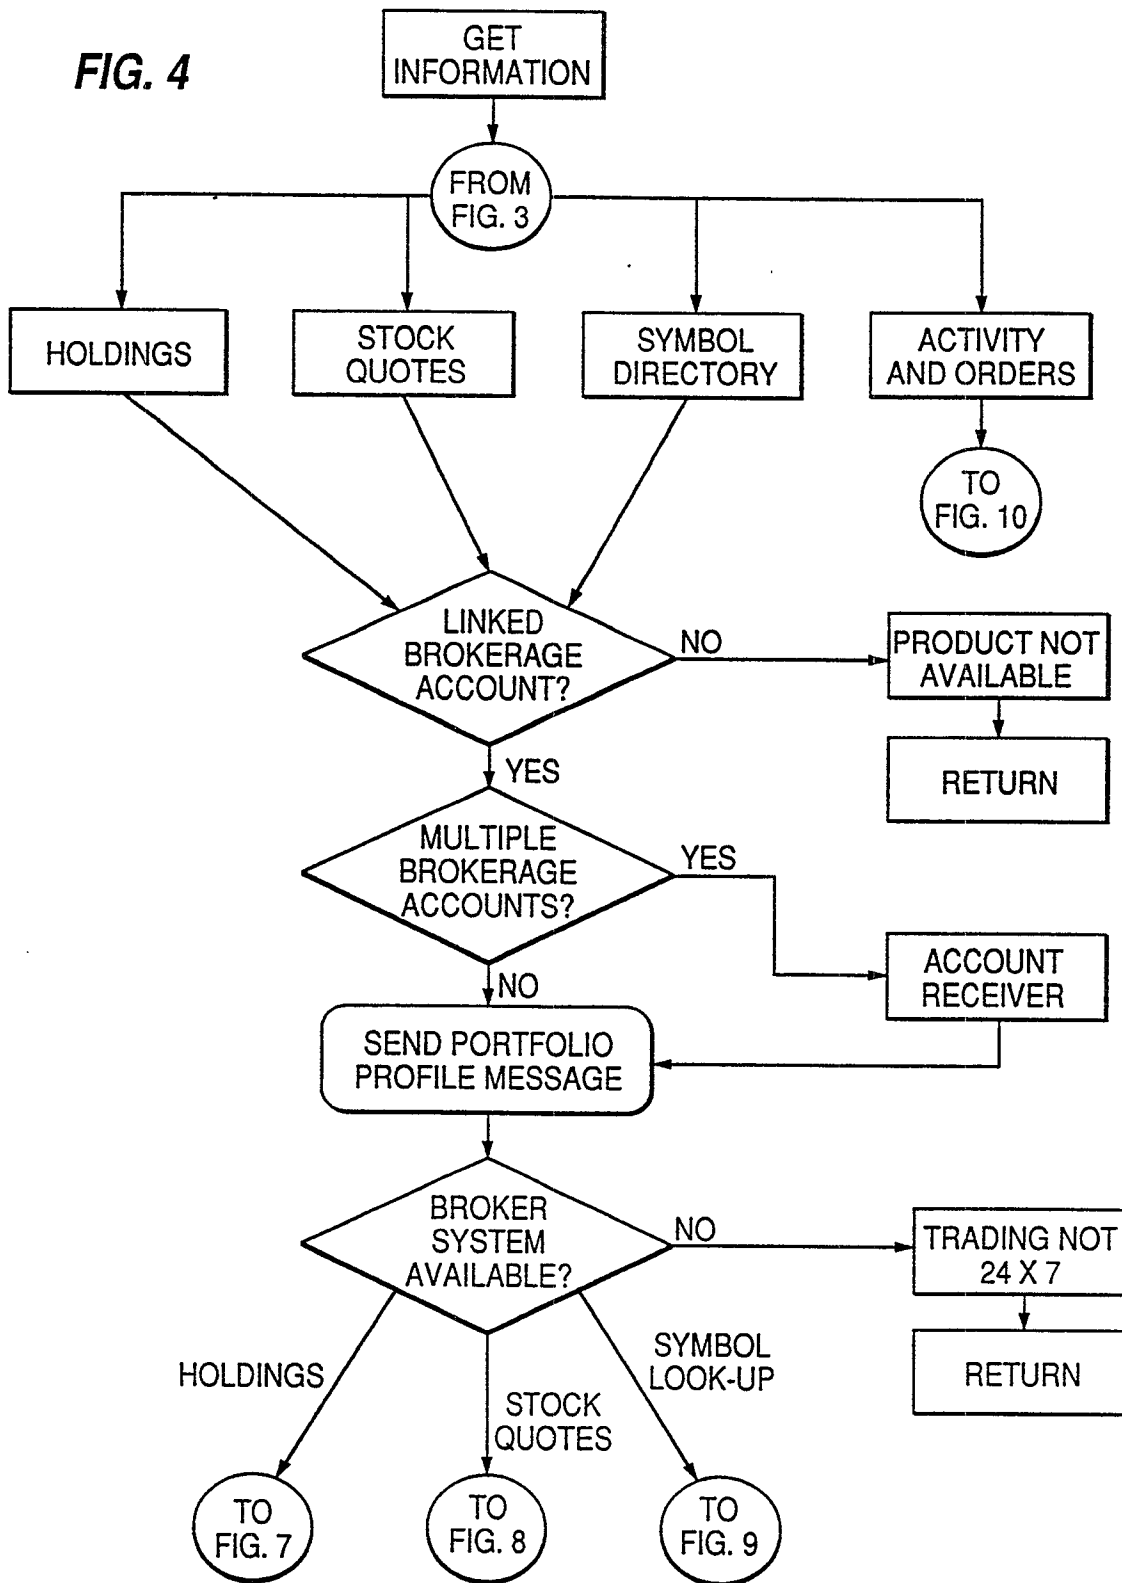 FIG. 4
GET
INFORMATION
FROM
FIG. 3
HOLDINGS
STOCK
QUOTES
SYMBOL
DIRECTORY
ACTIVITY
AND ORDERS
TO
FIG. 10
LINKED
BROKERAGE
ACCOUNT?
NO
PRODUCT NOT
AVAILABLE
RETURN
YES
MULTIPLE
BROKERAGE
ACCOUNTS?
YES
ACCOUNT
RECEIVER
NO
SEND PORTFOLIO
PROFILE MESSAGE
BROKER
SYSTEM
AVAILABLE?
NO
TRADING NOT
24 X 7
RETURN
HOLDINGS
STOCK
QUOTES
SYMBOL
LOOK-UP
TO
FIG. 7
TO
FIG. 8
TO
FIG. 9